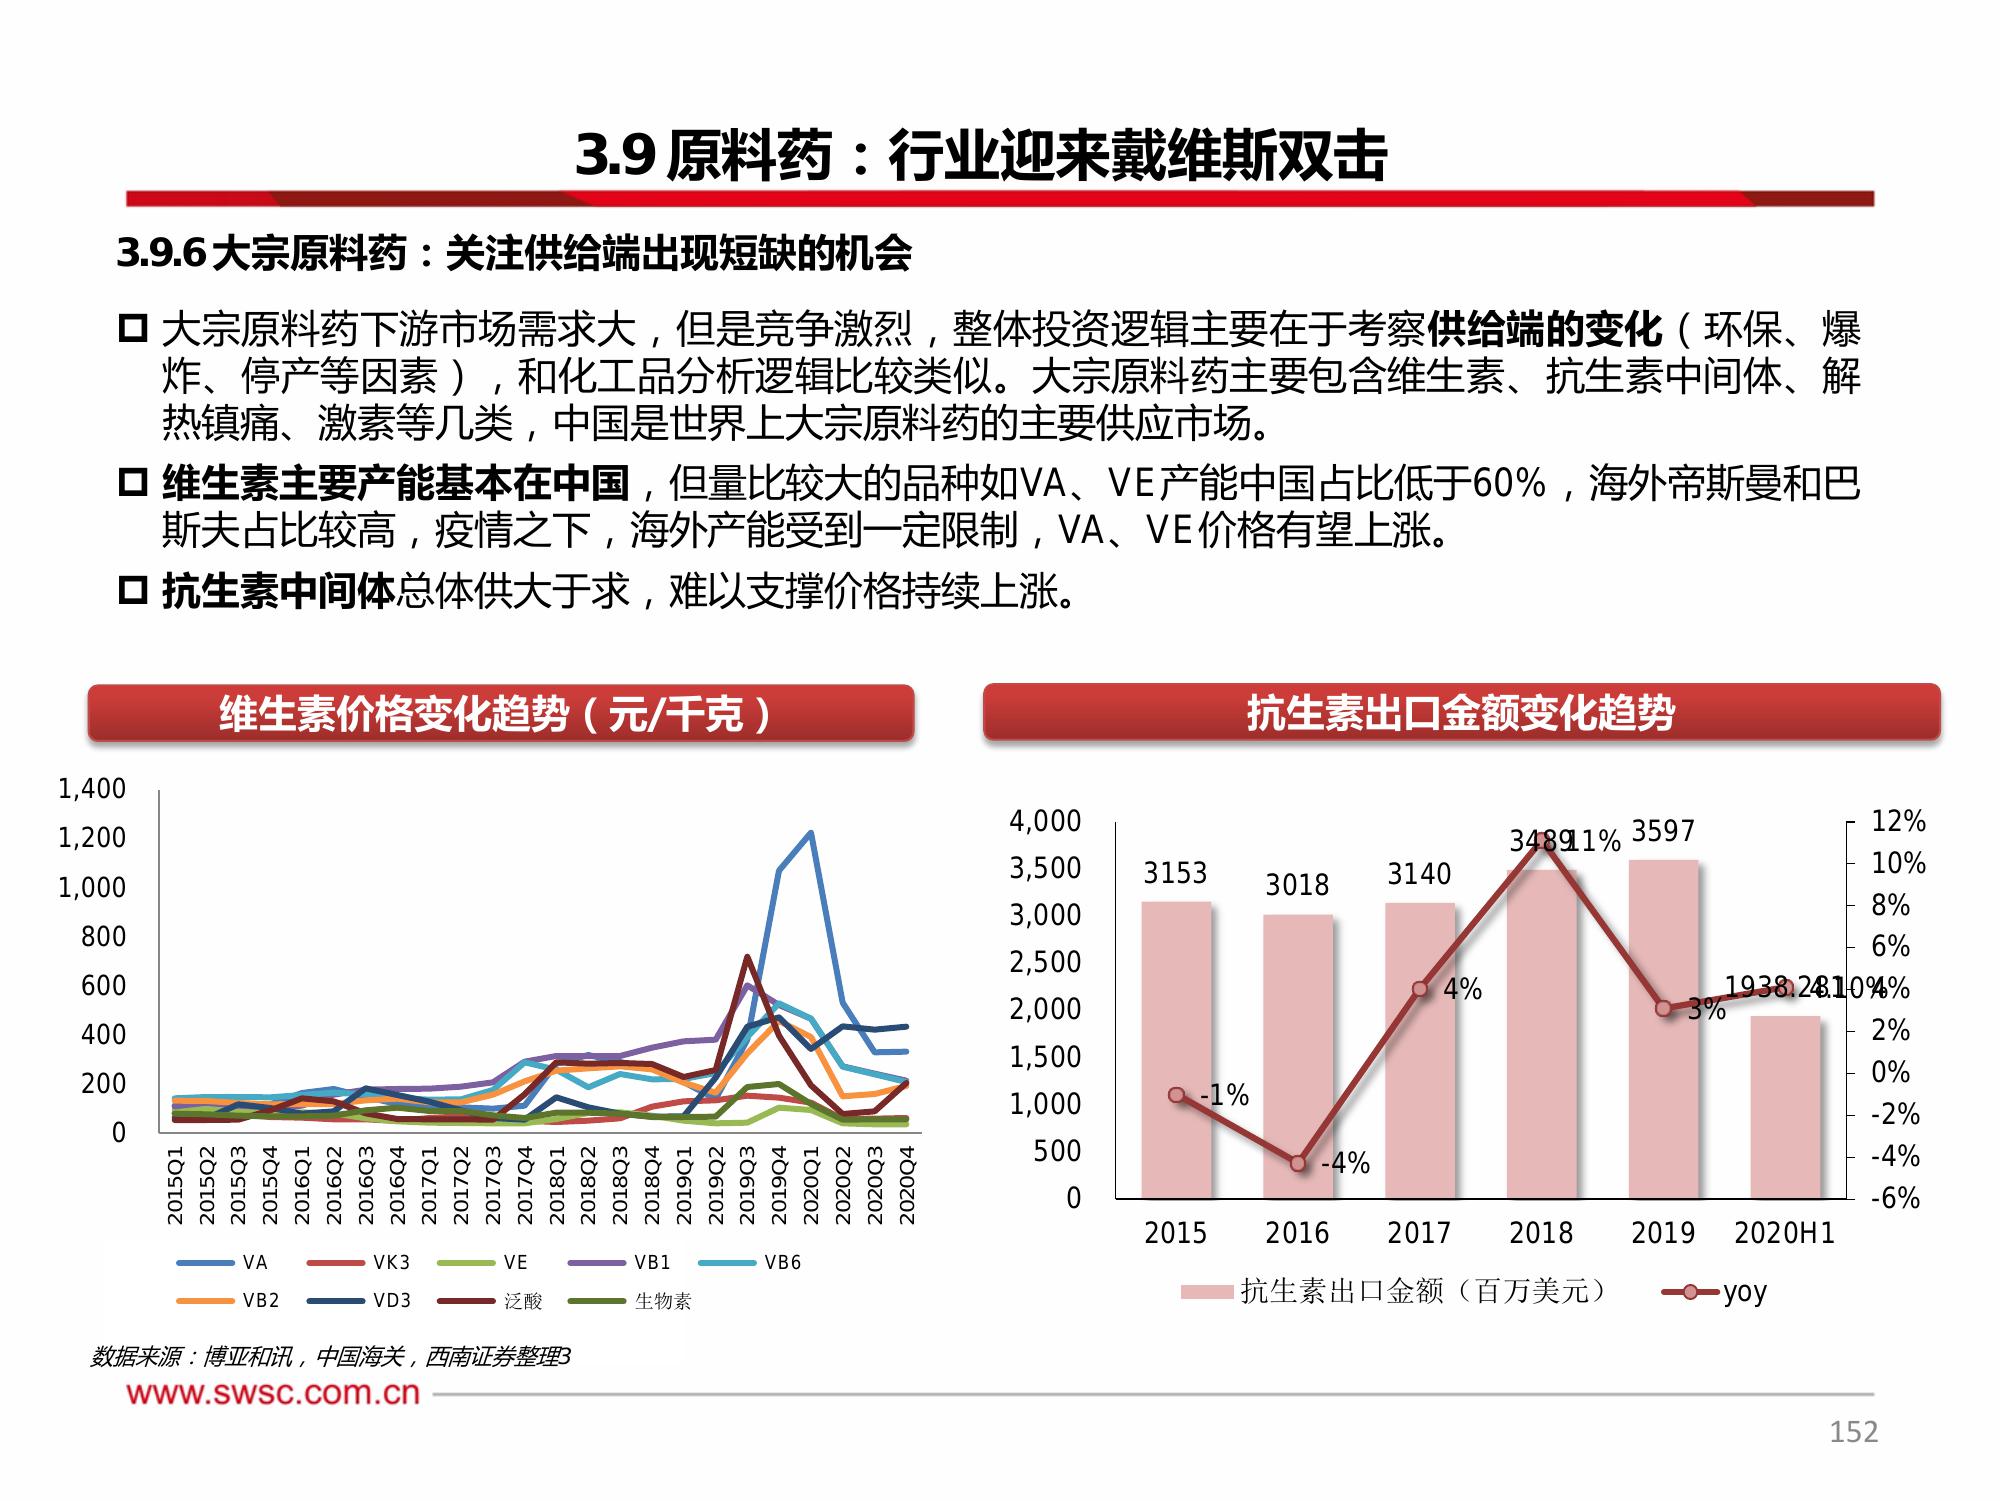 3.9原料药：行业迎来戴维斯双击
3.9.6大宗原料药：关注供给端出现短缺的机会
大宗原料药下游市场需求大，但是竞争激烈，整体投资逻辑主要在于考察供给端的变化（环保、爆
炸、停产等因素），和化工品分析逻辑比较类似。大宗原料药主要包含维生素、抗生素中间体、解
热镇痛、激素等几类，中国是世界上大宗原料药的主要供应市场。
维生素主要产能基本在中国，但量比较大的品种如VA、VE产能中国占比低于60%，海外帝斯曼和巴
斯夫占比较高，疫情之下，海外产能受到一定限制，VA、VE价格有望上涨。
抗生素中间体总体供大于求，难以支撑价格持续上涨。
维生素价格变化趋势（元/千克）
1,400
1,200
1,000
800
600
400
200
0
2015Q1
2015Q2
2015Q3
2015Q4
2016Q1
2016Q2
2016Q3
2016Q4
2017Q1
2017Q2
2017Q3
2017Q4
2018Q1
2018Q2
2018Q3
2018Q4
2019Q1
2019Q2
2019Q3
2019Q4
2020Q1
2020Q2
2020Q3
2020Q4
VA VK3 VE VB1 VB6
VB2 VD3 泛酸 生物素
抗生素出口金额变化趋势
4,000
3,500
3,000
2,500
2,000
1,500
1,000
500
0
3153
3018
3140
3489
3597
1938.281
-1%
-4%
4%
11%
3%
4.10%
12%
10%
8%
6%
4%
2%
0%
-2%
-4%
-6%
2015 2016 2017 2018 2019 2020H1
抗生素出口金额（百万美元） yoy
数据来源：博亚和讯，中国海关，西南证券整理3
www.swsc.com.cn
152